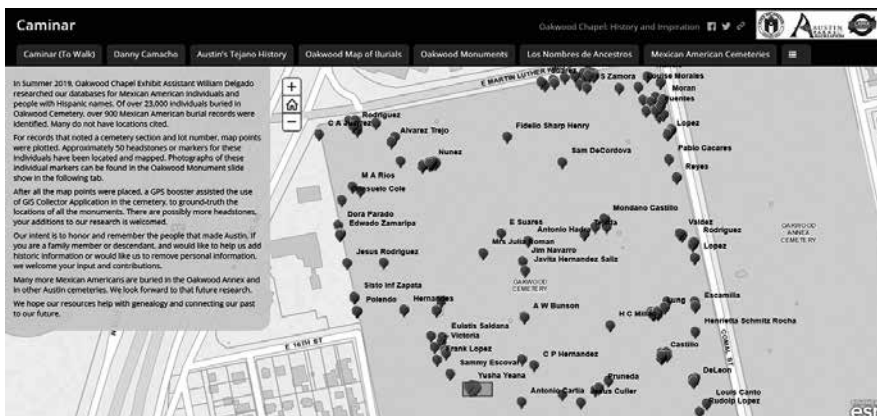 Caminar
Oakwood Chapel: History and Inspiration
AUSTIN
Caminar (To Walk)
Danny Camacho
Austin's Tejano History
Oakwood Map of Burials
Oakwood Monuments
Los Nombres de Ancestros
Mexican American Cemeteries
In Summer 2019, Oakwood Chapel Exhibit Assistant William Delgado
researched our databases for Mexican American individuals and
people with Hispanic names. Of over 23,000 individuals buried in
Oakwood Cemetery, over 900 Mexican American burial records were
identified. Many do not have locations cited.
For records that noted a cemetery section and lot number, map points
were plotted. Approximately 50 headstones or markers for these
individuals have been located and mapped. Photographs of these
individual markers can be found in the Oakwood Monument slide
show in the following tab.
After all the map points were placed, a GPS booster assisted the use
of GIS Collector Application in the cemetery, to ground-truth the
locations of all the monuments. There are possibly more headstones,
your additions to our research is welcomed.
Our intent is to honor and remember the people that made Austin. If
you are a family member or descendant, and would like to help us add
historic information or would like us to remove personal information,
we welcome your input and contributions.
Many more Mexican Americans are buried in the Oakwood Annex and
in other Austin cemeteries. We look forward to that future research.
We hope our resources help with genealogy and connecting our past
to our future.
+
−
E MARTIN LUTHER
S Zamora
Louise Morales
Moran
Fuentes
Rodriguez
C A Juarez
Alvarez Trejo
Fidelio Sharp Henry
Lopez
Nunez
Sam DeCordova
Pablo Cacares
M A Rios
Reyes
Cole
Mondano Castillo
Dora Parado
Edwado Zamaripa
E Suares
Antonio
Valdez
Rodriguez
Mrs Julia Roman
Jim Navarro
Lopez
OAKWOOD
ANNEX
CEMETERY
Jesus Rodriguez
Javita Hernandez Saliz
Sisto Inf Zapata
OAKWOOD
CEMETERY
Polendo
Hernandes
A W Bunson
H C
Escamilla
Henrietta Schmitz Rocha
Eulatis Saldana
Victoria
E 16TH ST
Frank Lopez
C P Hernandez
Castillo
COMAL ST
Sammy Escovary
Yusha Yeana
Pruneda
DeLeon
Antonio Cartia
Jesus Culler
Louis Canto
Rudolp Lopez
esri